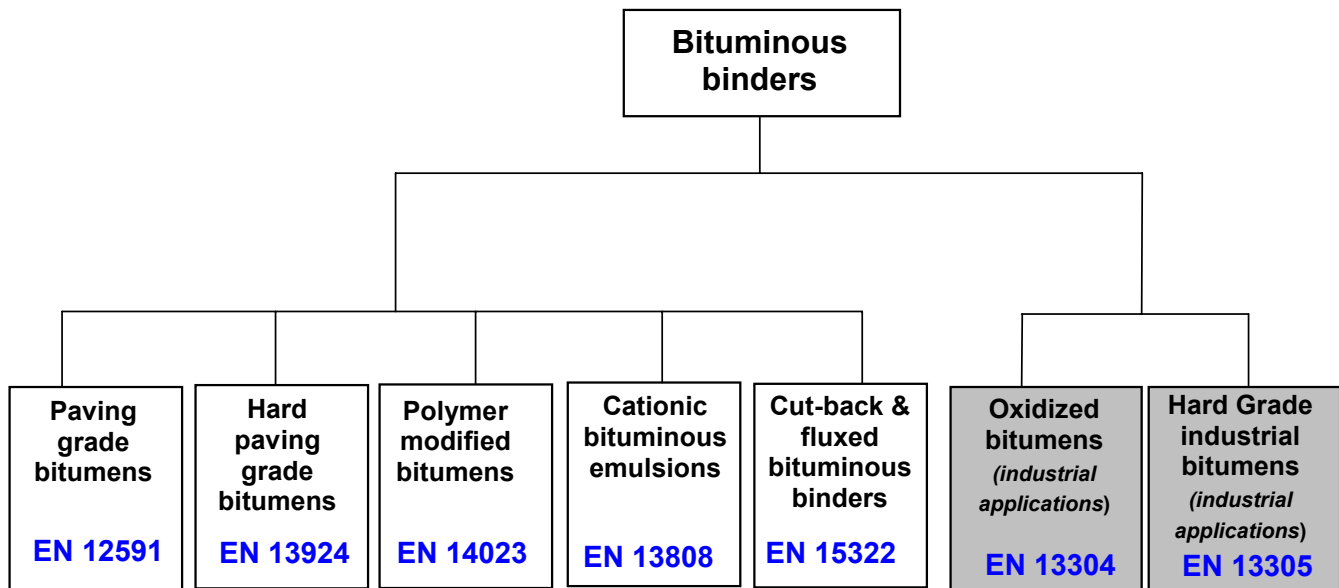 Bituminous
binders
Paving
grade
bitumens
EN 12591
Hard
paving
grade
bitumens
EN 13924
Polymer
modified
bitumens
EN 14023
Cationic
bituminous
emulsions
EN 13808
Cut-back &
fluxed
bituminous
binders
EN 15322
Oxidized
bitumens
(industrial
applications)
EN 13304
Hard Grade
industrial
bitumens
(industrial
applications)
EN 13305